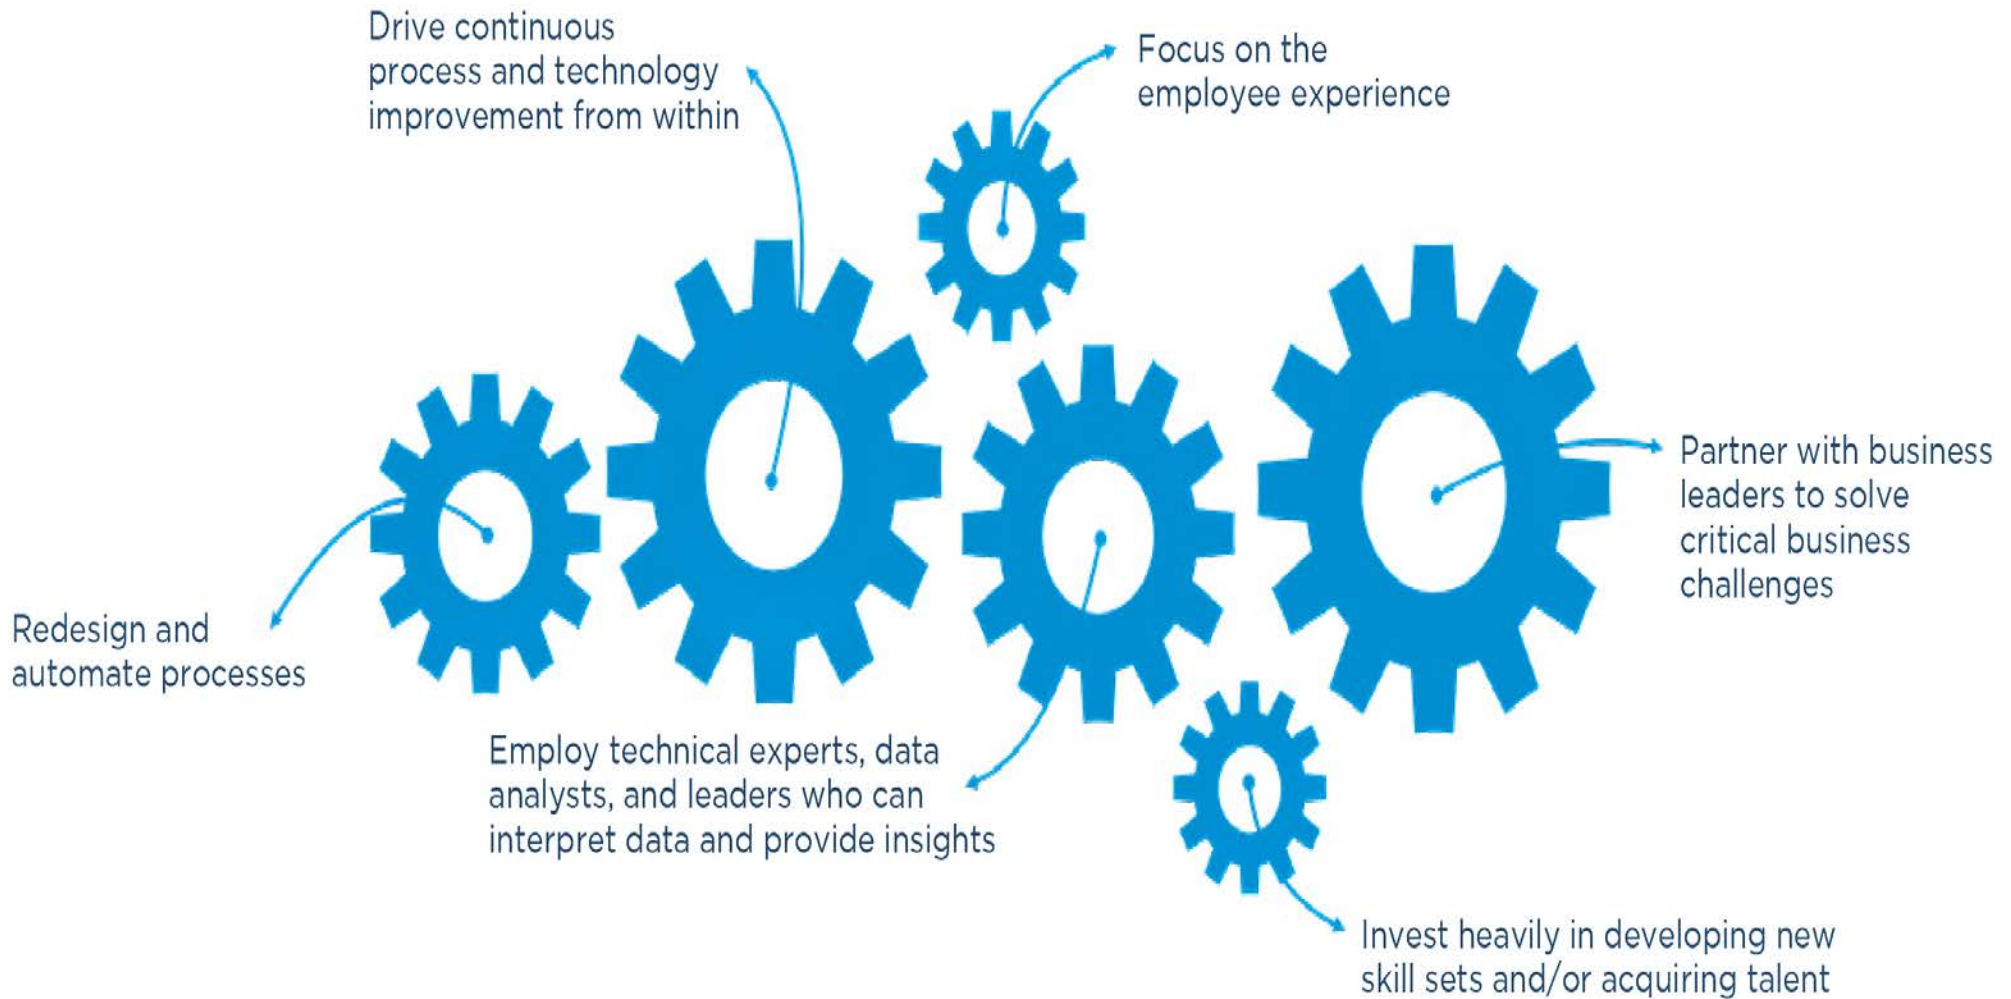 Drive continuous
process and technology
improvement from within
Focus on the
employee experience
Partner with business
leaders to solve
critical business
challenges
Redesign and
automate processes
Employ technical experts, data
analysts, and leaders who can
interpret data and provide insights
Invest heavily in developing new
skill sets and/or acquiring talent